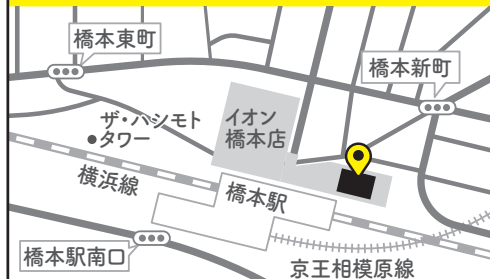 橋本東町
橋本新町
ザ・ハシモト
タワー
イオン
橋本店
横浜線
橋本駅
橋本駅南口
京王相模原線